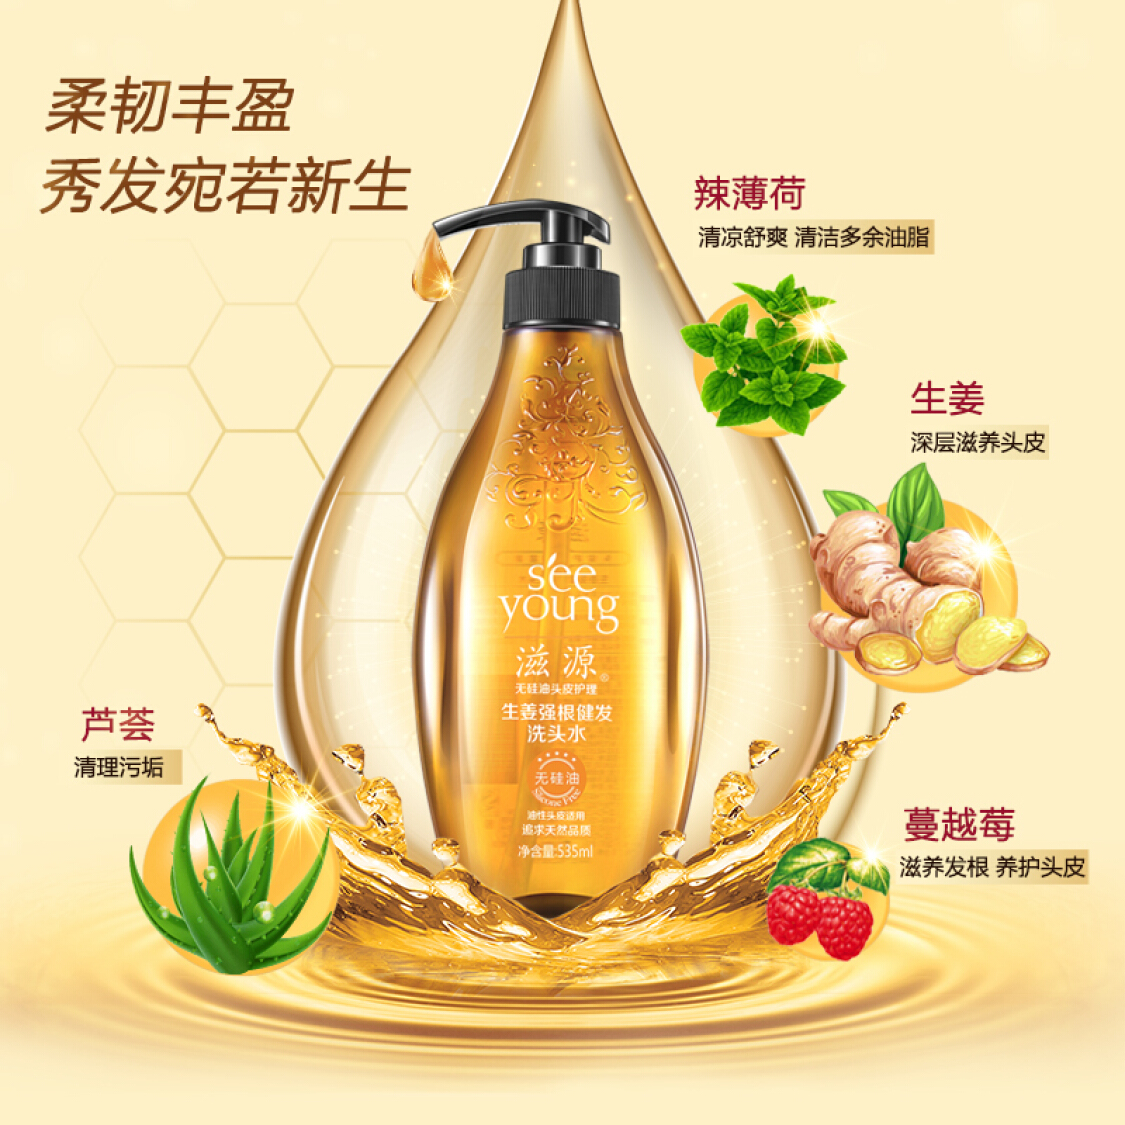 柔韧丰盈
秀发宛若新生
辣薄荷
清凉舒爽 清洁多余油脂
生姜
深层滋养头皮
see
young
滋源®
无硅油头皮护理
生姜强根健发
洗头水
无硅油
Silicone Free
油性头皮适用
追求天然品质
净含量:535ml
芦荟
清理污垢
蔓越莓
滋养发根 养护头皮